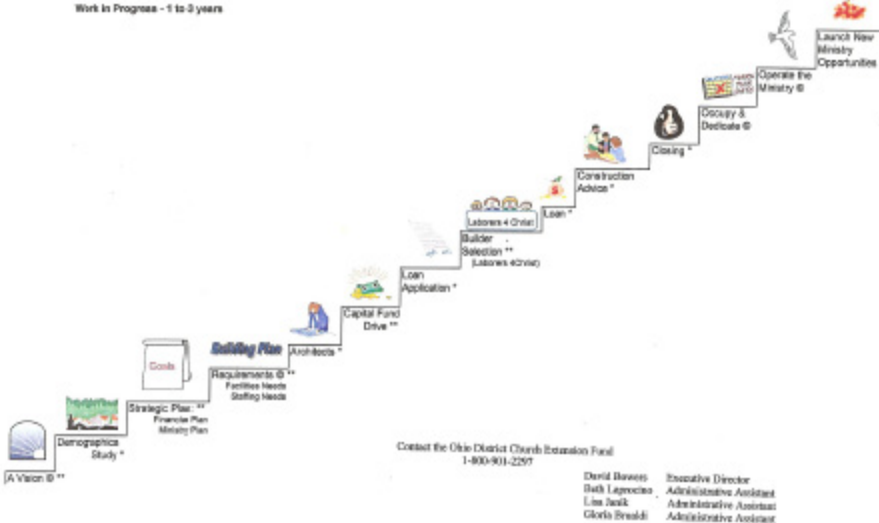 Work in Progress - 1 to 3 years
Launch New
Ministry
Opportunities
Operate the
Ministry ©
Occupy &
Dedicate ©
Closing *
Construction
Advice *
Loan *
Laborers 4 Christ
Builder
Selection **
(Laborers 4Christ)
Loan
Application *
Capital Fund
Drive **
Architects *
Building Plan
Requirements © **
Facilities Needs
Staffing Needs
Goals
Strategic Plan: **
Financial Plan
Ministry Plan
Demographics
Study *
A Vision © **
Contact the Ohio District Church Extension Fund
1-800-901-2297
David Bowers Executive Director
Beth Administrative Assistant
Lisa Janik Administrative Assistant
Gloria Administrative Assistant